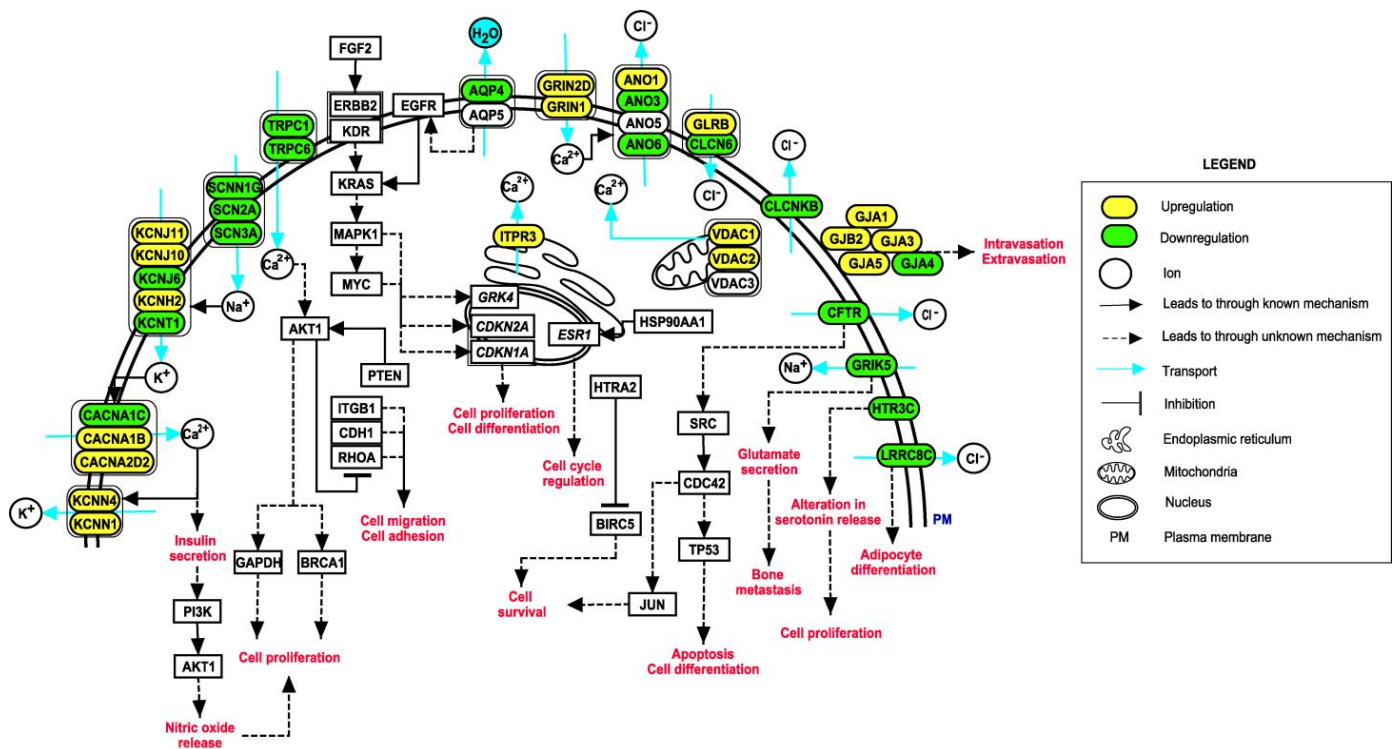 FGF2
ERBB2
KDR
EGFR
KRAS
MAPK1
MYC
H₂O
AQP4
AQP5
GRIN2D
GRIN1
Ca²⁺
Cl⁻
ANO1
ANO3
ANO5
ANO6
GLRB
CLCN6
Cl⁻
Cl⁻
CLCNKB
TRPC1
TRPC6
Ca²⁺
SCNN1G
SCN2A
SCN3A
Na⁺
KCNJ11
KCNJ10
KCNJ6
KCNH2
KCNT1
K⁺
CACNA1C
CACNA1B
CACNA2D2
Ca²⁺
KCNN4
KCNN1
K⁺
Insulin
secretion
PI3K
AKT1
Nitric oxide
release
AKT1
PTEN
ITGB1
CDH1
RHOA
Cell migration
Cell adhesion
GAPDH
BRCA1
Cell proliferation
Ca²⁺
ITPR3
GRK4
CDKN2A
CDKN1A
ESR1
HSP90AA1
Cell proliferation
Cell differentiation
Cell cycle
regulation
HTRA2
BIRC5
Cell
survival
Ca²⁺
VDAC1
VDAC2
VDAC3
GJA1
GJB2
GJA3
GJA5
GJA4
Intravasation
Extravasation
CFTR
Cl⁻
SRC
CDC42
TP53
JUN
Apoptosis
Cell differentiation
Na⁺
GRIK5
Glutamate
secretion
Bone
metastasis
HTR3C
Alteration in
serotonin release
Cell proliferation
LRRC8C
Cl⁻
Adipocyte
differentiation
PM
LEGEND
Upregulation
Downregulation
Ion
Leads to through known mechanism
Leads to through unknown mechanism
Transport
Inhibition
Endoplasmic reticulum
Mitochondria
Nucleus
PM Plasma membrane